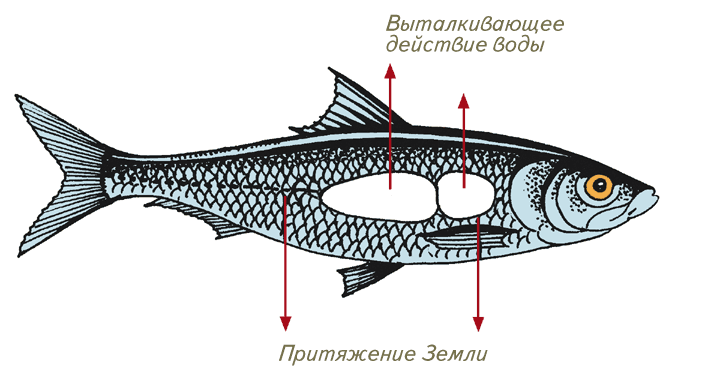 Выталкивающее
действие воды
Притяжение Земли